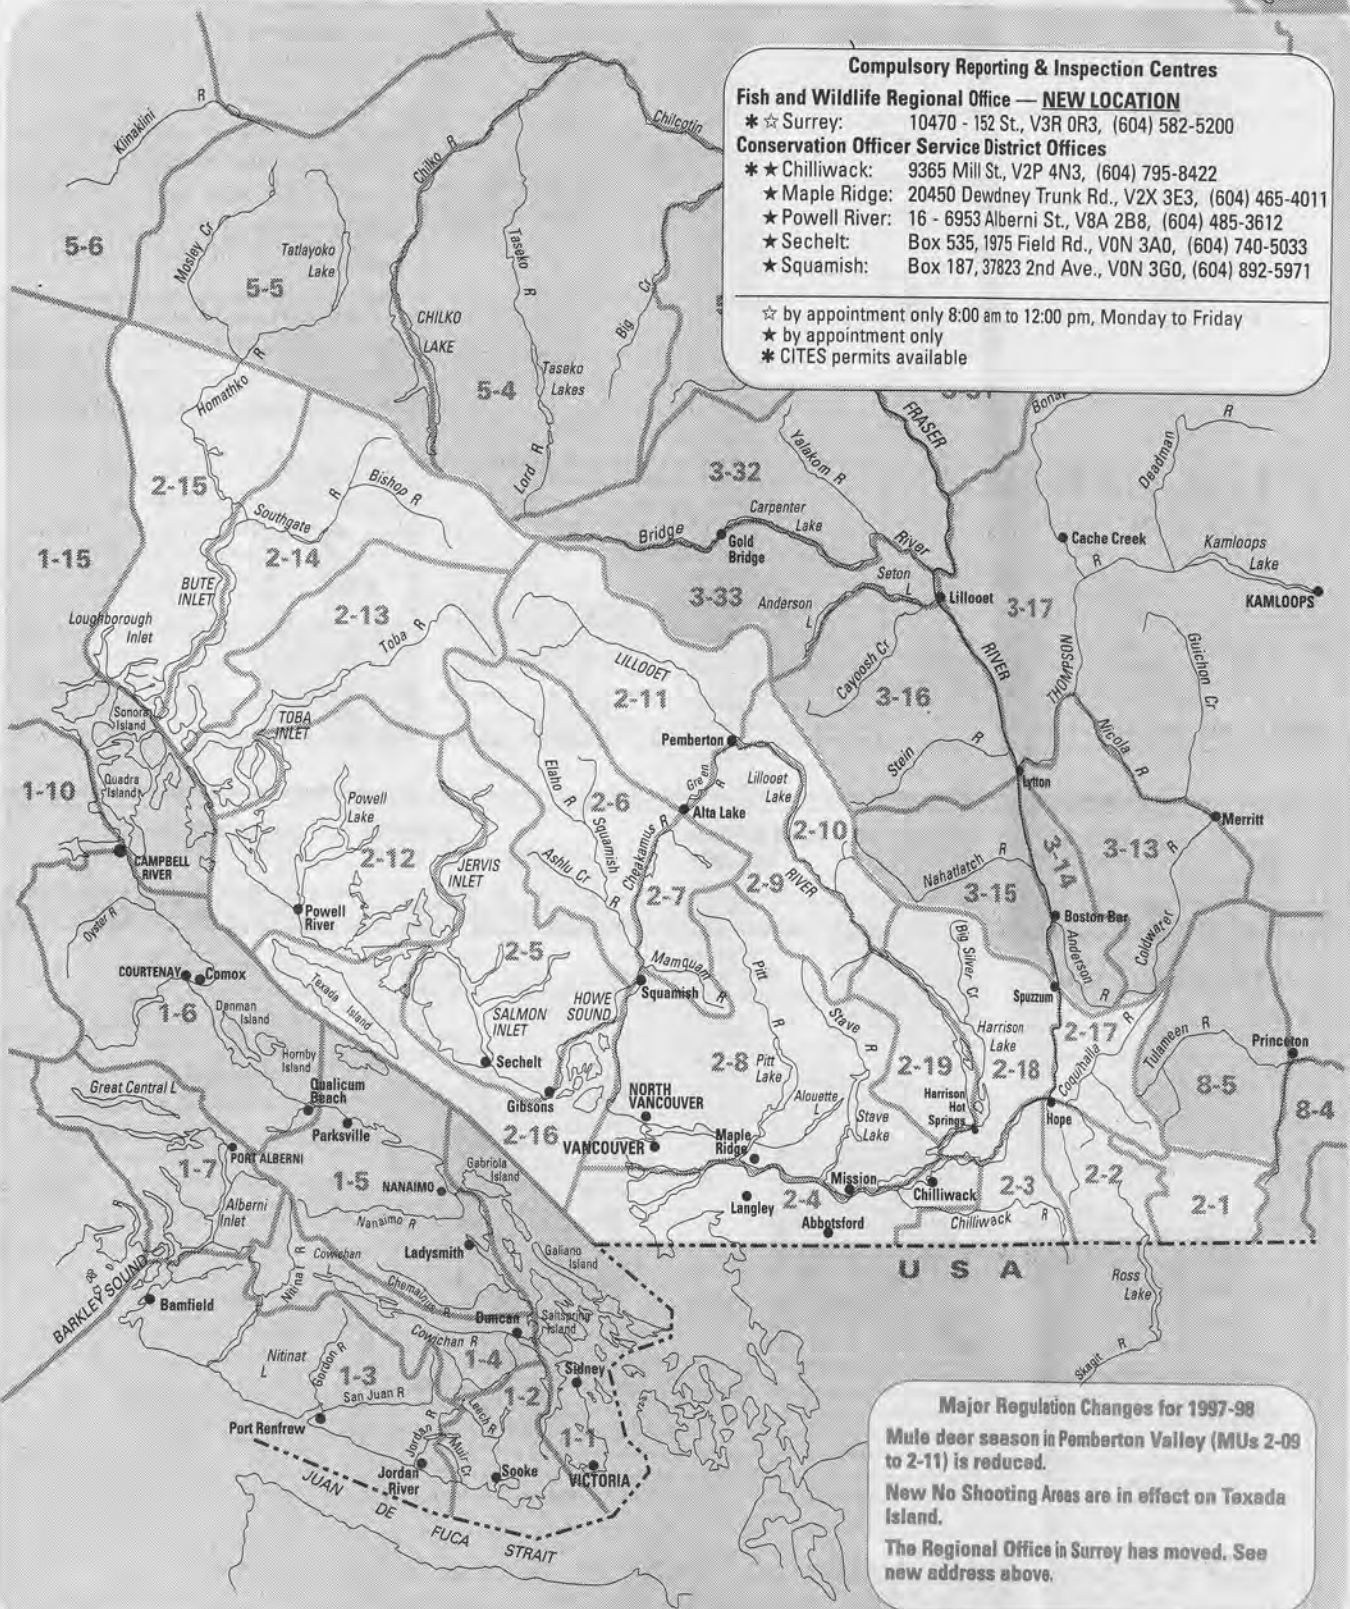 Compulsory Reporting & Inspection Centres
Fish and Wildlife Regional Office — NEW LOCATION
✱ ☆ Surrey: 10470 - 152 St., V3R 0R3, (604) 582-5200
Conservation Officer Service District Offices
✱ ★ Chilliwack: 9365 Mill St., V2P 4N3, (604) 795-8422
★ Maple Ridge: 20450 Dewdney Trunk Rd., V2X 3E3, (604) 465-4011
★ Powell River: 16 - 6953 Alberni St., V8A 2B8, (604) 485-3612
★ Sechelt: Box 535, 1975 Field Rd., V0N 3A0, (604) 740-5033
★ Squamish: Box 187, 37823 2nd Ave., V0N 3G0, (604) 892-5971
☆ by appointment only 8:00 am to 12:00 pm, Monday to Friday
★ by appointment only
✱ CITES permits available
Klinaklini R
Chilko R
Chilcotin
5-6
Mosley Cr
Tatlayoko
Lake
5-5
Taseko R
Big Cr
CHILKO
LAKE
Taseko
Lakes
5-4
Homathko R
FRASER
Deadman R
Yalakom R
3-32
Lord R
Bishop R
2-15
Southgate R
Carpenter
Lake
Bridge River
Gold
Bridge
Cache Creek
Kamloops
Lake
R
1-15
2-14
BUTE
INLET
Seton
L
Lillooet
KAMLOOPS
3-33
Anderson
L
3-17
2-13
Toba R
Loughborough
Inlet
LILLOOET
Cayoosh Cr
RIVER
THOMPSON
Guichon Cr
2-11
3-16
Sonora
Island
TOBA
INLET
Pemberton
Nicola R
Stein R
Elaho R
Green R
Lillooet
Lake
Lytton
Quadra
Island
1-10
Powell
Lake
2-6
Alta Lake
Merritt
2-10
CAMPBELL
RIVER
2-12
JERVIS
INLET
Squamish R
Ashlu Cr
Cheakamus R
3-13
3-14
Nahatlatch R
2-7
2-9
RIVER
3-15
Powell
River
Boston Bar
Oyster R
Big Silver Cr
Anderson R
Coldwater R
2-5
Mamquam R
Pitt R
COURTENAY
Comox
Texada
Island
Squamish
Spuzzum
1-6
Denman
Island
SALMON
INLET
HOWE
SOUND
Stave R
Harrison
Lake
2-17
Tulameen R
Princeton
Hornby
Island
Sechelt
2-8
Pitt
Lake
2-19
2-18
Coquihalla R
8-5
Great Central L
Qualicum
Beach
Gibsons
NORTH
VANCOUVER
Alouette
L
Harrison
Hot
Springs
Hope
8-4
Parksville
Stave
Lake
2-16
VANCOUVER
Maple
Ridge
PORT ALBERNI
1-7
Gabriola
Island
1-5
NANAIMO
Mission
2-3
2-2
Chilliwack
2-4
2-1
Alberni
Inlet
Langley
Nanaimo R
Abbotsford
Chilliwack R
Ladysmith
Galiano
Island
U S A
BARKLEY SOUND
Nitinat R
Cowichan
Ross
Lake
Bamfield
Chemainus R
Duncan
Saltspring
Island
Cowichan R
Skagit R
Nitinat
L
Gordon R
1-3
1-4
Sidney
San Juan R
1-2
Port Renfrew
Jordan R
Leech R
Muir Cr
1-1
Jordan
River
Sooke
VICTORIA
JUAN DE FUCA STRAIT
Major Regulation Changes for 1997-98
Mule deer season in Pemberton Valley (MUs 2-09
to 2-11) is reduced.
New No Shooting Areas are in effect on Texada
Island.
The Regional Office in Surrey has moved. See
new address above.